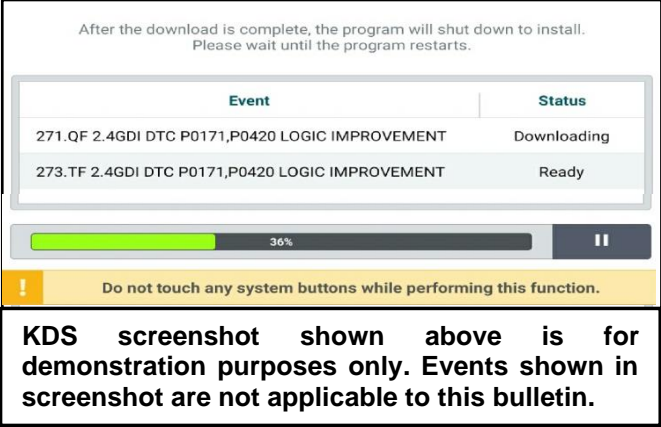 After the download is complete, the program will shut down to install.
Please wait until the program restarts.
Event Status
271.QF 2.4GDI DTC P0171,P0420 LOGIC IMPROVEMENT Downloading
273.TF 2.4GDI DTC P0171,P0420 LOGIC IMPROVEMENT Ready
36%
! Do not touch any system buttons while performing this function.
KDS screenshot shown above is for
demonstration purposes only. Events shown in
screenshot are not applicable to this bulletin.